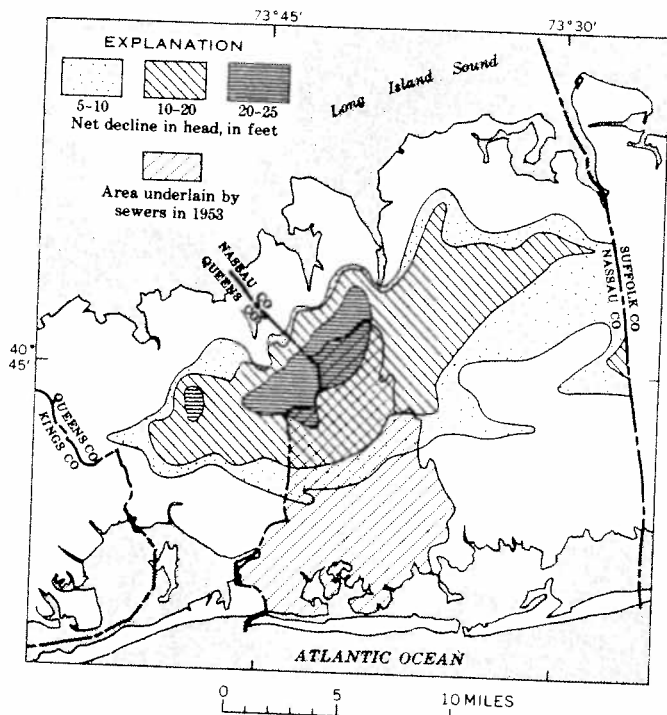 73°45′
73°30′
EXPLANATION
5-10
10-20
20-25
Net decline in head, in feet
Area underlain by
sewers in 1953
Long Island Sound
NASSAU CO
QUEENS CO
SUFFOLK CO
NASSAU CO
40°
45′
QUEENS CO
KINGS CO
ATLANTIC OCEAN
0 5 10 MILES